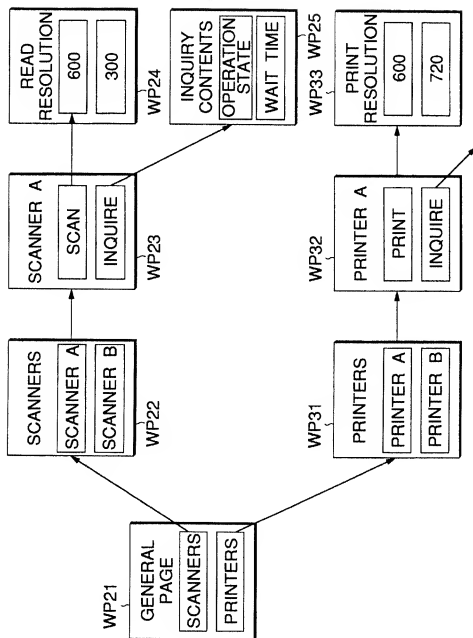 WP21
GENERAL
PAGE
SCANNERS
PRINTERS
SCANNERS
SCANNER A
SCANNER B
WP22
SCANNER A
SCAN
INQUIRE
WP23
READ
RESOLUTION
600
300
WP24
INQUIRY
CONTENTS
OPERATION
STATE
WAIT TIME
WP25
WP31
PRINTERS
PRINTER A
PRINTER B
WP32
PRINTER A
PRINT
INQUIRE
WP33
PRINT
RESOLUTION
600
720